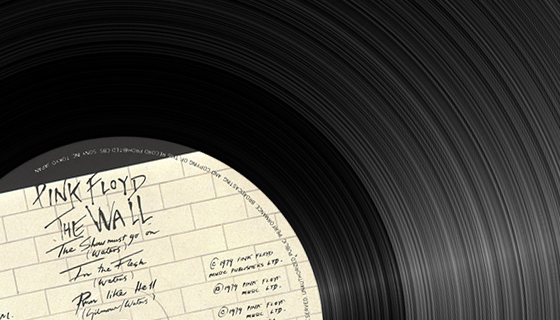 TOKYO JAPAN
CBS SONY INC.
COPYING OF THIS RECORD PROHIBITED
UNAUTHORIZED PUBLIC PERFORMANCE BROADCASTING AND
PINK FLOYD
THE WALL
The Show must go on
(Waters)
In the Flesh
(Waters)
Run like Hell
(Gilmour/Waters)
© 1979 PINK FLOYD
MUSIC PUBLISHERS LTD.
℗ 1979 PINK FLOYD
MUSIC LTD.
© 1979 PINK FLOYD
MUSIC LTD.